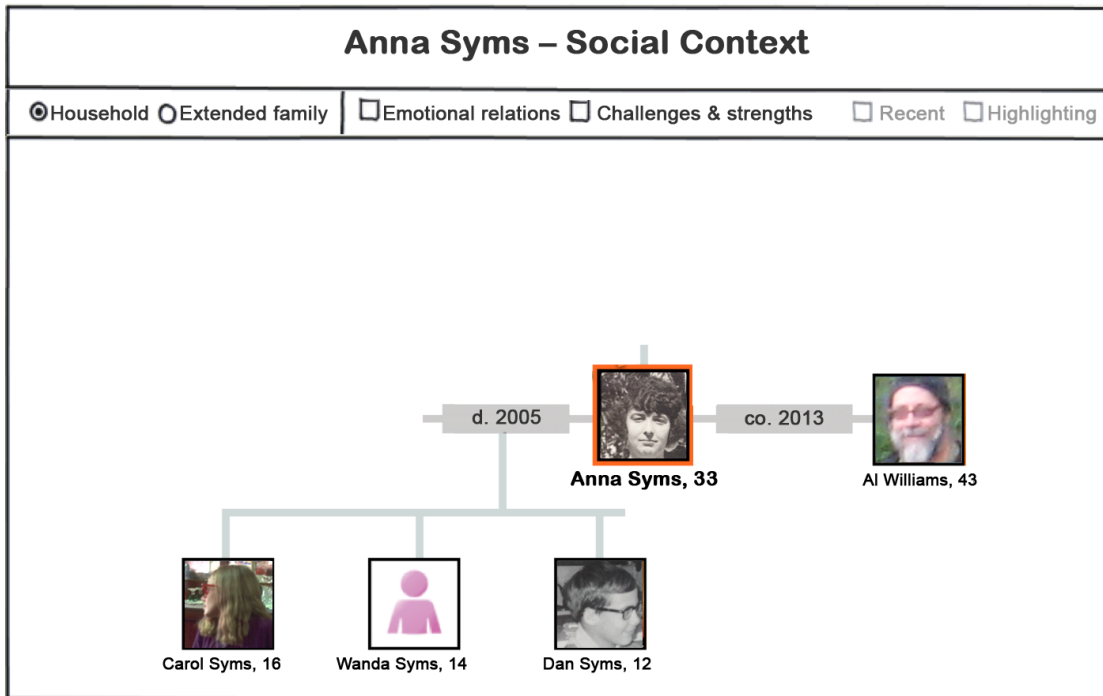 Anna Syms – Social Context
Household Extended family Emotional relations Challenges & strengths Recent Highlighting
d. 2005 co. 2013
Anna Syms, 33 Al Williams, 43
Carol Syms, 16 Wanda Syms, 14 Dan Syms, 12